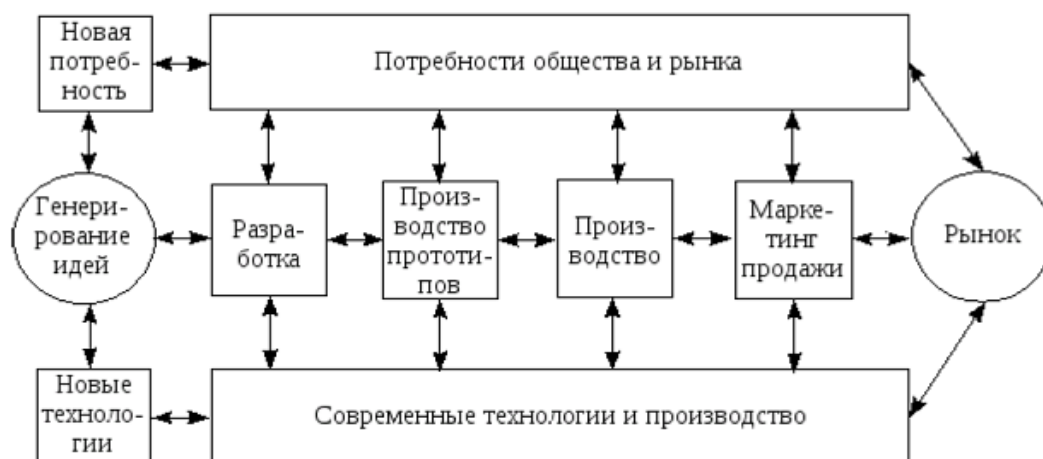 Новая
потреб-
ность
Потребности общества и рынка
Генери-
рование
идей
Разра-
ботка
Произ-
водство
прототи-
пов
Произ-
водство
Марке-
тинг
продажи
Рынок
Новые
техноло-
гии
Современные технологии и производство